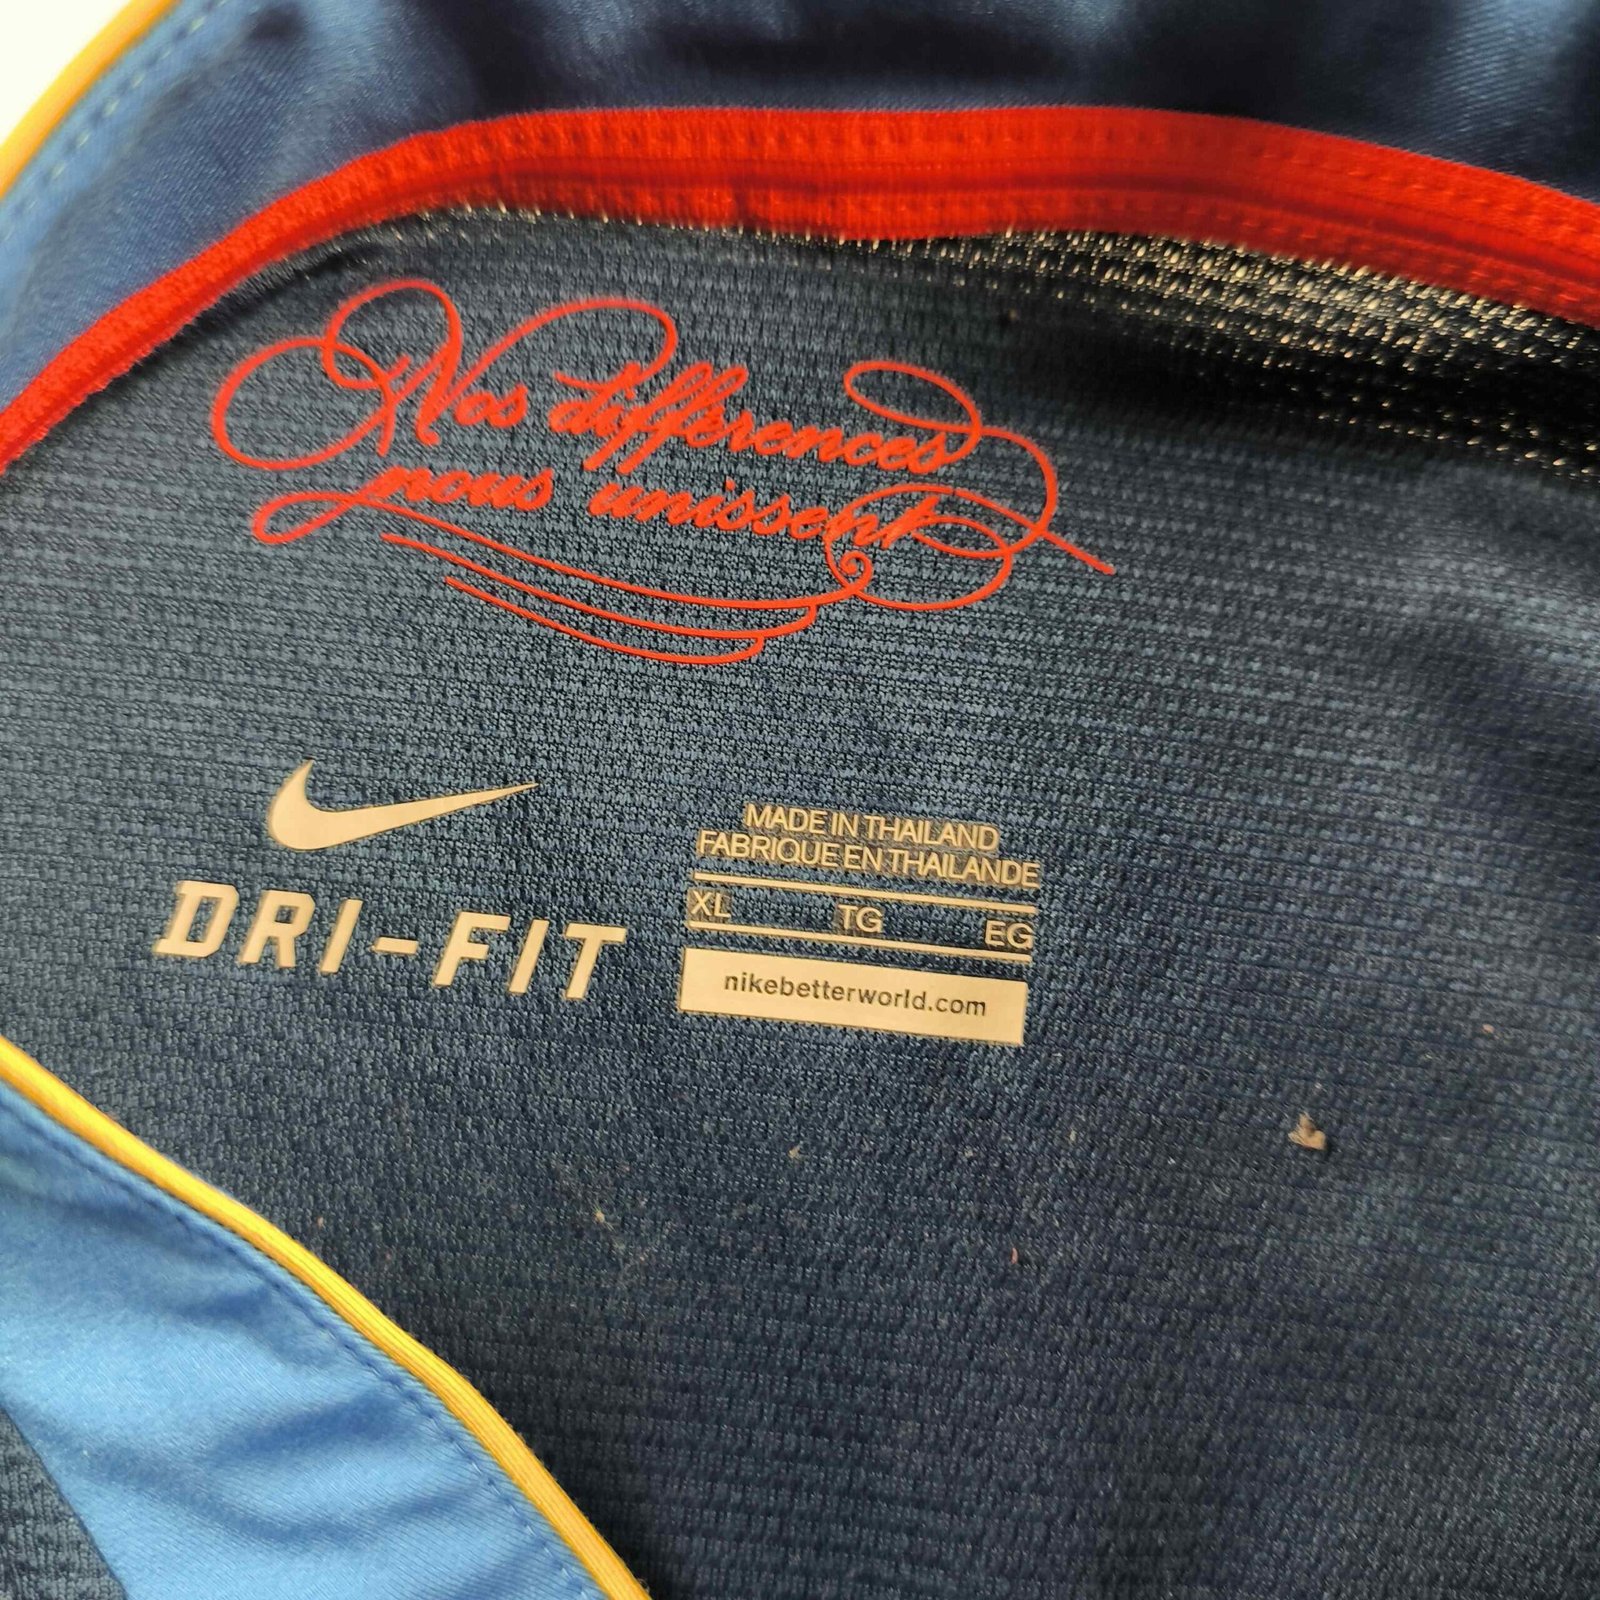 Nos différences
nous unissent
DRI-FIT
MADE IN THAILAND
FABRIQUE EN THAILANDE
XL TG EG
nikebetterworld.com